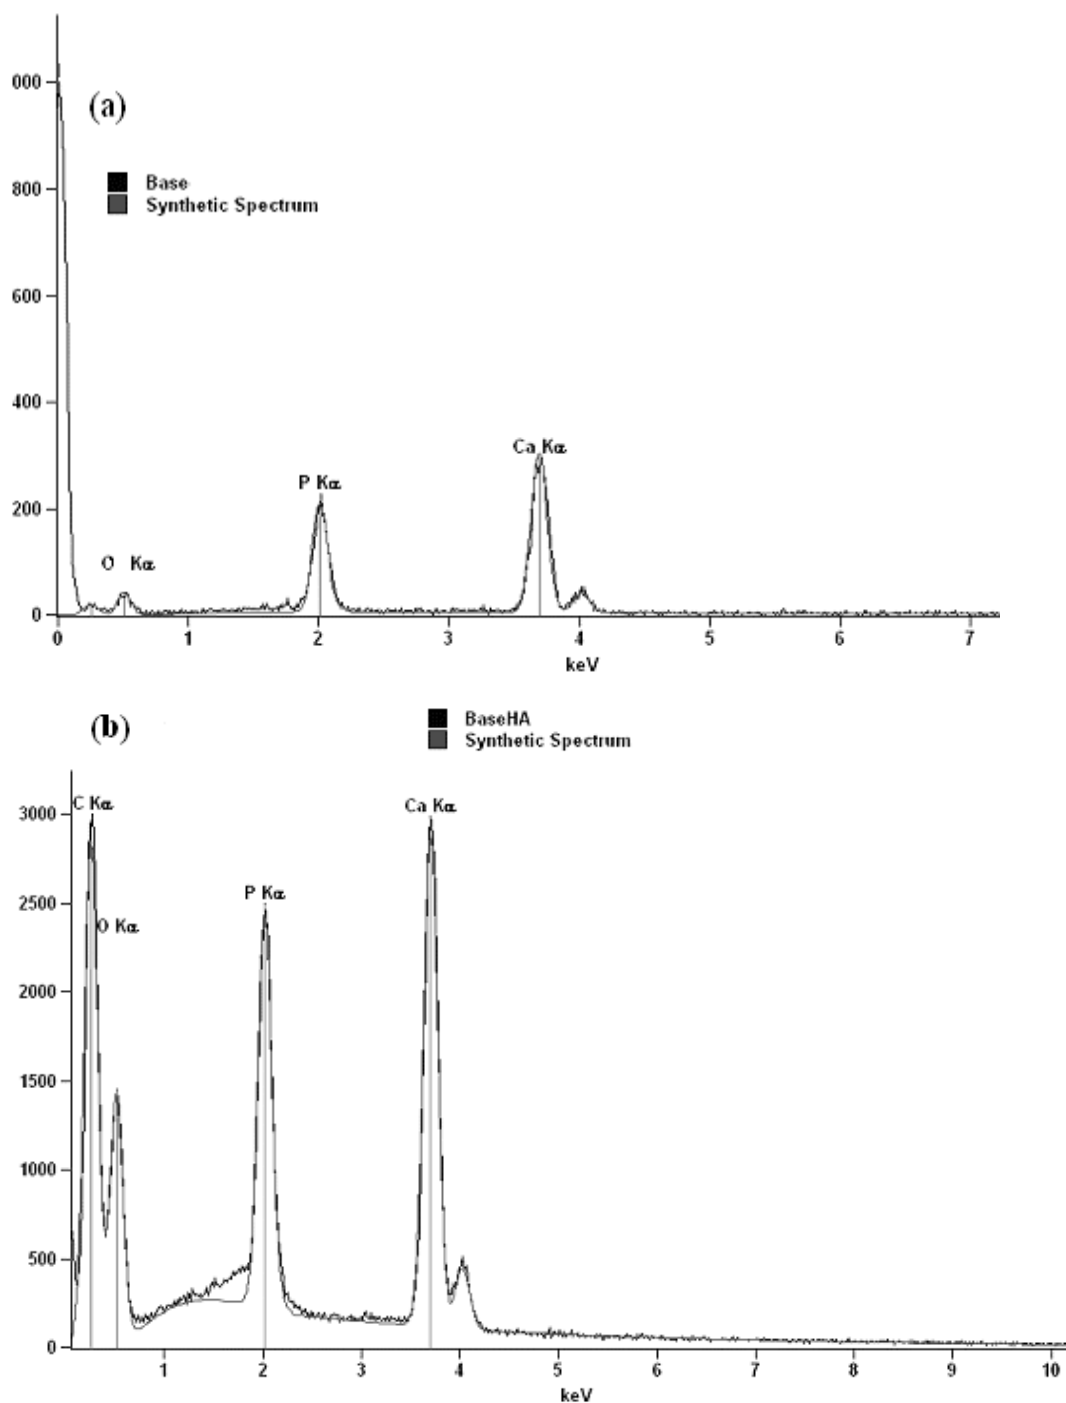 000
(a)
Base
800
Synthetic Spectrum
600
400
Ca Kα
P Kα
200
O Kα
0
0 1 2 3 4 5 6 7
keV
(b)
BaseHA
Synthetic Spectrum
C Kα
Ca Kα
3000
P Kα
2500
O Kα
2000
1500
1000
500
0
1 2 3 4 5 6 7 8 9 10
keV